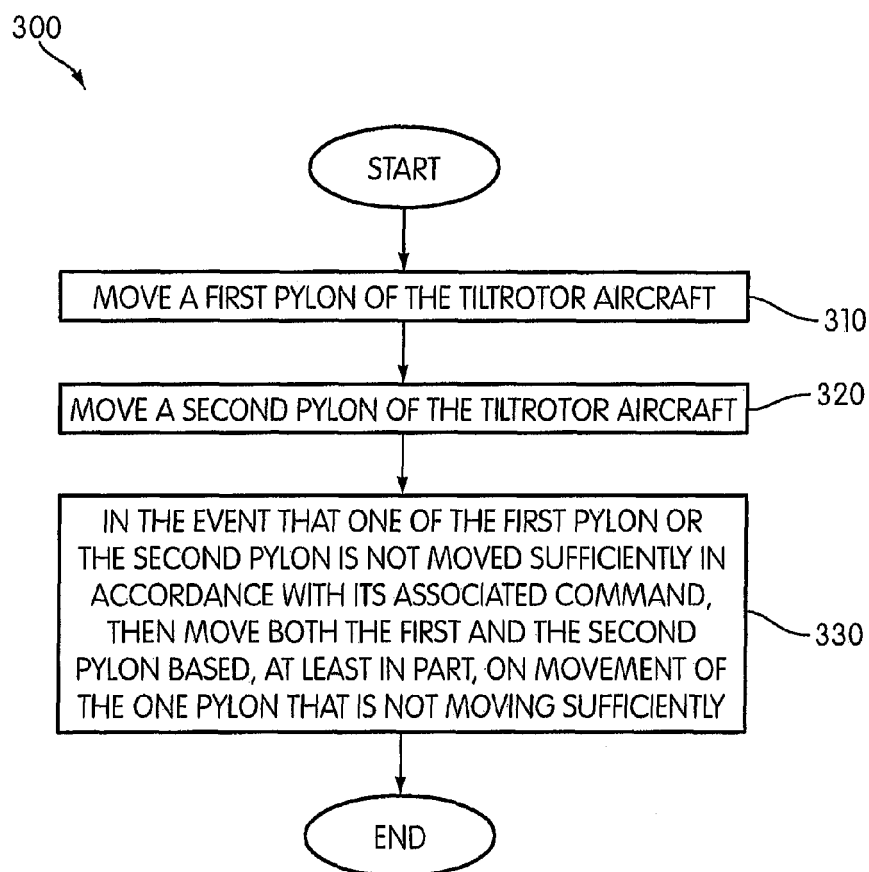 300
START
MOVE A FIRST PYLON OF THE TILTROTOR AIRCRAFT
310
MOVE A SECOND PYLON OF THE TILTROTOR AIRCRAFT
320
IN THE EVENT THAT ONE OF THE FIRST PYLON OR
THE SECOND PYLON IS NOT MOVED SUFFICIENTLY IN
ACCORDANCE WITH ITS ASSOCIATED COMMAND,
THEN MOVE BOTH THE FIRST AND THE SECOND
PYLON BASED, AT LEAST IN PART, ON MOVEMENT OF
THE ONE PYLON THAT IS NOT MOVING SUFFICIENTLY
330
END